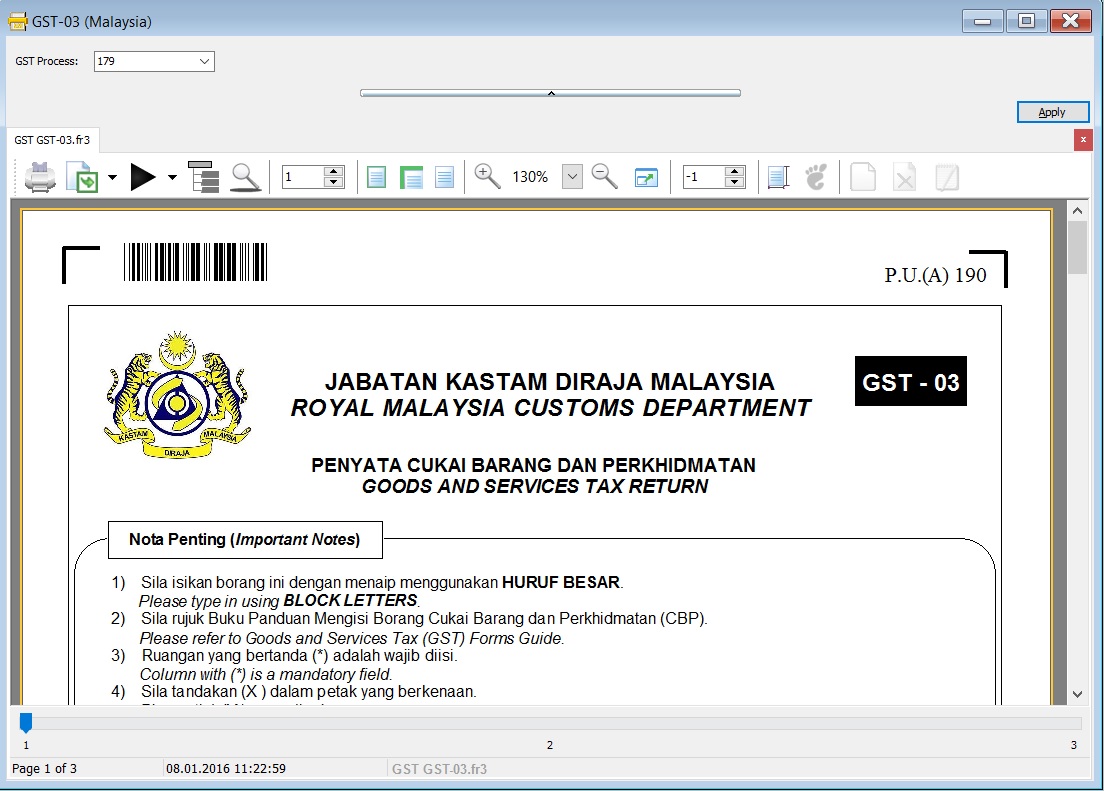 GST-03 (Malaysia)
GST Process: 179
Apply
GST GST-03.fr3
1 130% -1
P.U.(A) 190
KASTAM DIRAJA MALAYSIA
JABATAN KASTAM DIRAJA MALAYSIA
ROYAL MALAYSIA CUSTOMS DEPARTMENT
GST - 03
PENYATA CUKAI BARANG DAN PERKHIDMATAN
GOODS AND SERVICES TAX RETURN
Nota Penting (Important Notes)
1) Sila isikan borang ini dengan menaip menggunakan HURUF BESAR.
Please type in using BLOCK LETTERS.
2) Sila rujuk Buku Panduan Mengisi Borang Cukai Barang dan Perkhidmatan (CBP).
Please refer to Goods and Services Tax (GST) Forms Guide.
3) Ruangan yang bertanda (*) adalah wajib diisi.
Column with (*) is a mandatory field.
4) Sila tandakan (X ) dalam petak yang berkenaan.
1 2 3
Page 1 of 3 08.01.2016 11:22:59 GST GST-03.fr3